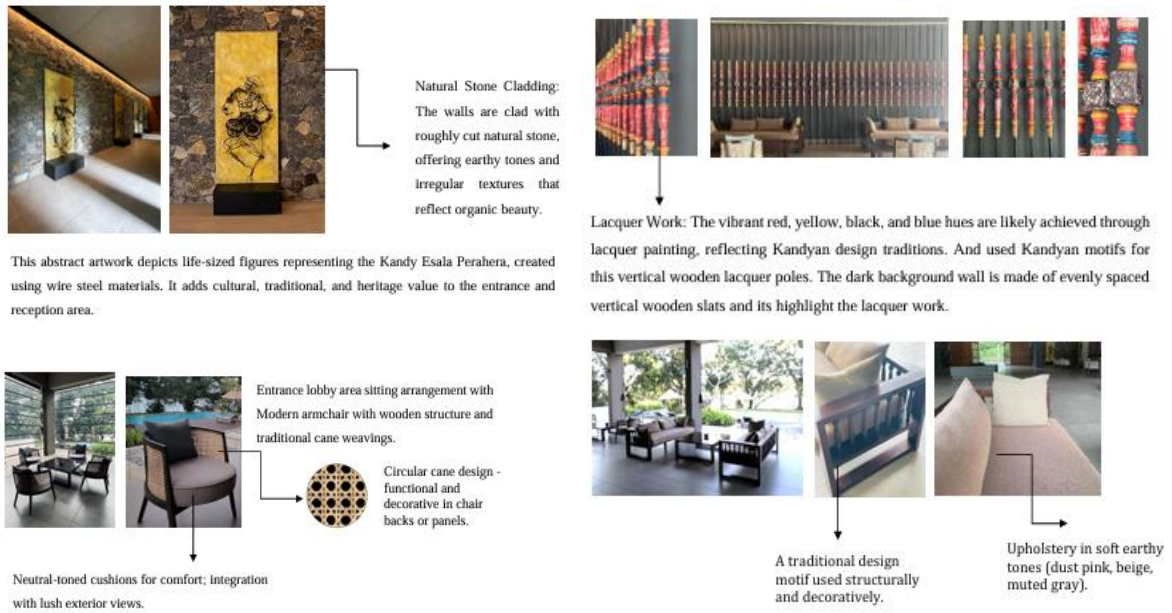 Natural Stone Cladding:
The walls are clad with
roughly cut natural stone,
offering earthy tones and
irregular textures that
reflect organic beauty.
This abstract artwork depicts life-sized figures representing the Kandy Esala Perahera, created
using wire steel materials. It adds cultural, traditional, and heritage value to the entrance and
reception area.
Lacquer Work: The vibrant red, yellow, black, and blue hues are likely achieved through
lacquer painting, reflecting Kandyan design traditions. And used Kandyan motifs for
this vertical wooden lacquer poles. The dark background wall is made of evenly spaced
vertical wooden slats and its highlight the lacquer work.
Entrance lobby area sitting arrangement with
Modern armchair with wooden structure and
traditional cane weavings.
Circular cane design -
functional and
decorative in chair
backs or panels.
Neutral-toned cushions for comfort; integration
with lush exterior views.
A traditional design
motif used structurally
and decoratively.
Upholstery in soft earthy
tones (dust pink, beige,
muted gray).